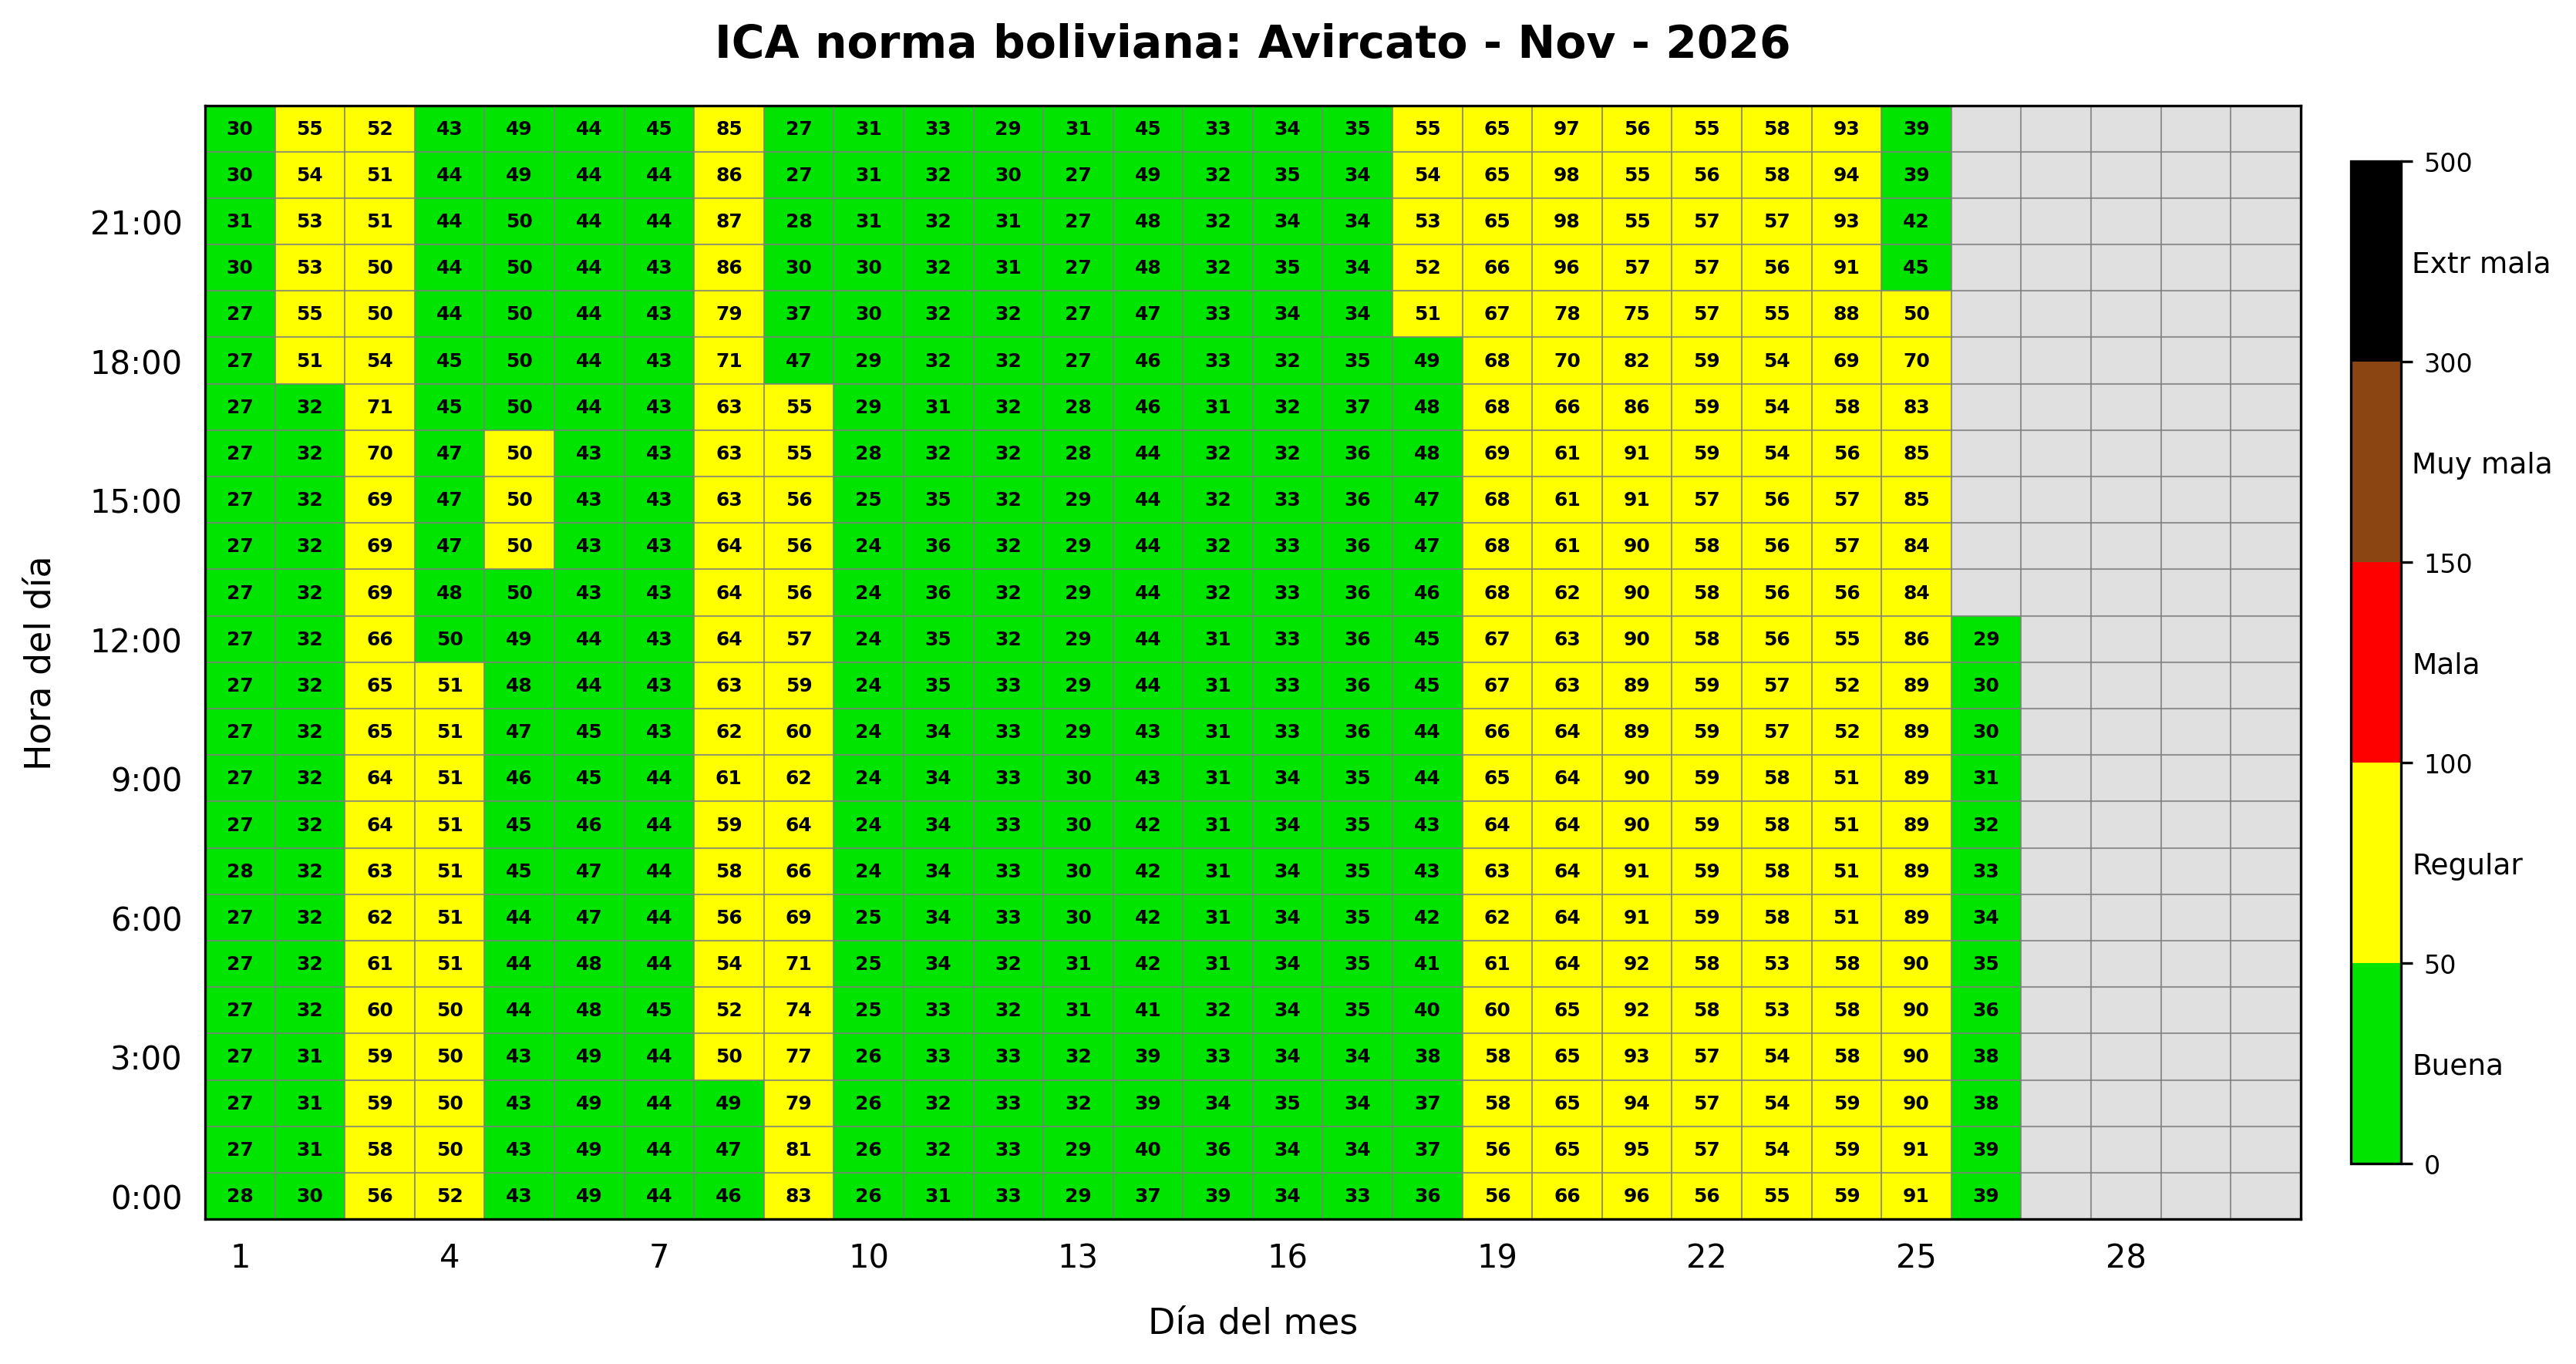 ICA norma boliviana: Avircato - Nov - 2026
30 55 52 43 49 44 45 85 27 31 33 29 31 45 33 34 35 55 65 97 56 55 58 93 39
30 54 51 44 49 44 44 86 27 31 32 30 27 49 32 35 34 54 65 98 55 56 58 94 39
21:00 31 53 51 44 50 44 44 87 28 31 32 31 27 48 32 34 34 53 65 98 55 57 57 93 42
30 53 50 44 50 44 43 86 30 30 32 31 27 48 32 35 34 52 66 96 57 57 56 91 45
27 55 50 44 50 44 43 79 37 30 32 32 27 47 33 34 34 51 67 78 75 57 55 88 50
18:00 27 51 54 45 50 44 43 71 47 29 32 32 27 46 33 32 35 49 68 70 82 59 54 69 70
27 32 71 45 50 44 43 63 55 29 31 32 28 46 31 32 37 48 68 66 86 59 54 58 83
27 32 70 47 50 43 43 63 55 28 32 32 28 44 32 32 36 48 69 61 91 59 54 56 85
15:00 27 32 69 47 50 43 43 63 56 25 35 32 29 44 32 33 36 47 68 61 91 57 56 57 85
27 32 69 47 50 43 43 64 56 24 36 32 29 44 32 33 36 47 68 61 90 58 56 57 84
27 32 69 48 50 43 43 64 56 24 36 32 29 44 32 33 36 46 68 62 90 58 56 56 84
12:00 27 32 66 50 49 44 43 64 57 24 35 32 29 44 31 33 36 45 67 63 90 58 56 55 86 29
27 32 65 51 48 44 43 63 59 24 35 33 29 44 31 33 36 45 67 63 89 59 57 52 89 30
27 32 65 51 47 45 43 62 60 24 34 33 29 43 31 33 36 44 66 64 89 59 57 52 89 30
9:00 27 32 64 51 46 45 44 61 62 24 34 33 30 43 31 34 35 44 65 64 90 59 58 51 89 31
27 32 64 51 45 46 44 59 64 24 34 33 30 42 31 34 35 43 64 64 90 59 58 51 89 32
28 32 63 51 45 47 44 58 66 24 34 33 30 42 31 34 35 43 63 64 91 59 58 51 89 33
6:00 27 32 62 51 44 47 44 56 69 25 34 33 30 42 31 34 35 42 62 64 91 59 58 51 89 34
27 32 61 51 44 48 44 54 71 25 34 32 31 42 31 34 35 41 61 64 92 58 53 58 90 35
27 32 60 50 44 48 45 52 74 25 33 32 31 41 32 34 35 40 60 65 92 58 53 58 90 36
3:00 27 31 59 50 43 49 44 50 77 26 33 33 32 39 33 34 34 38 58 65 93 57 54 58 90 38
27 31 59 50 43 49 44 49 79 26 32 33 32 39 34 35 34 37 58 65 94 57 54 59 90 38
27 31 58 50 43 49 44 47 81 26 32 33 29 40 36 34 34 37 56 65 95 57 54 59 91 39
0:00 28 30 56 52 43 49 44 46 83 26 31 33 29 37 39 34 33 36 56 66 96 56 55 59 91 39
1 4 7 10 13 16 19 22 25 28
Día del mes
Hora del día
500
Extr mala
300
Muy mala
150
Mala
100
Regular
50
Buena
0